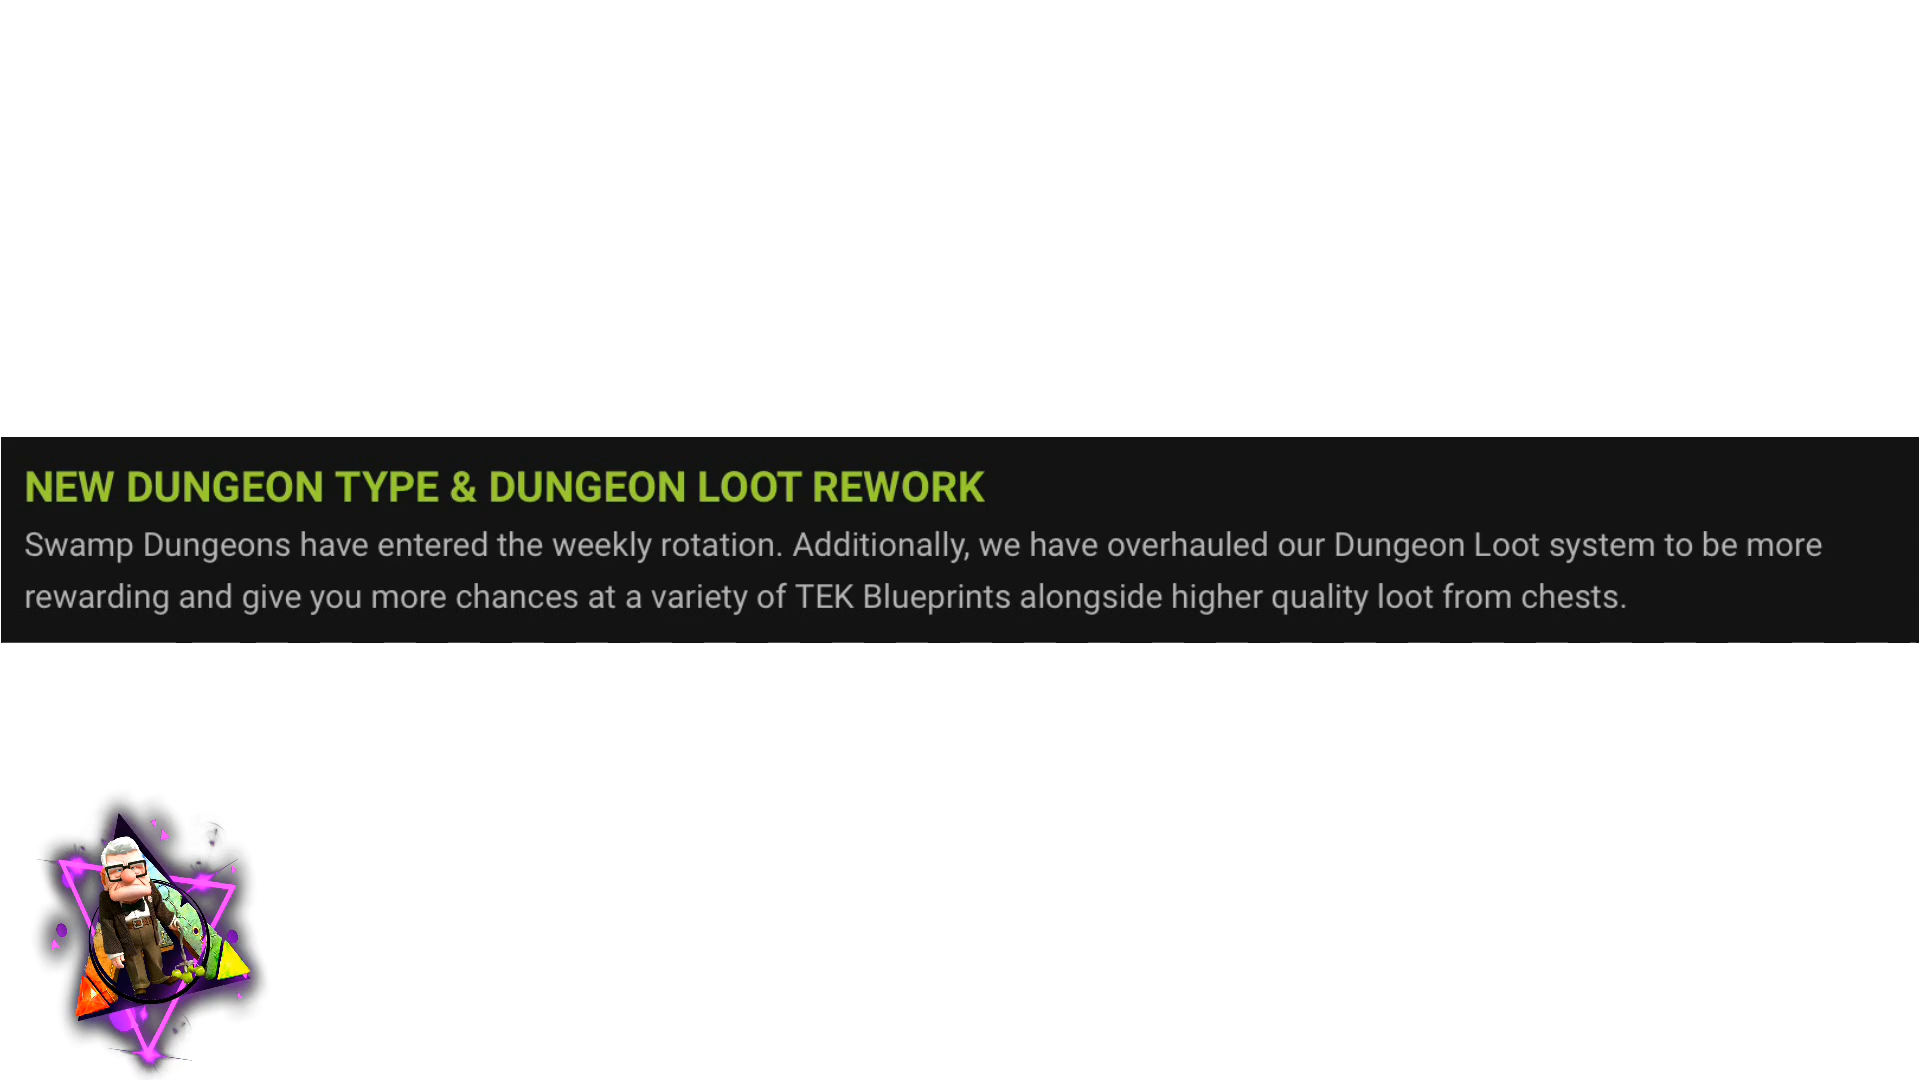 NEW DUNGEON TYPE & DUNGEON LOOT REWORK
Swamp Dungeons have entered the weekly rotation. Additionally, we have overhauled our Dungeon Loot system to be more
rewarding and give you more chances at a variety of TEK Blueprints alongside higher quality loot from chests.